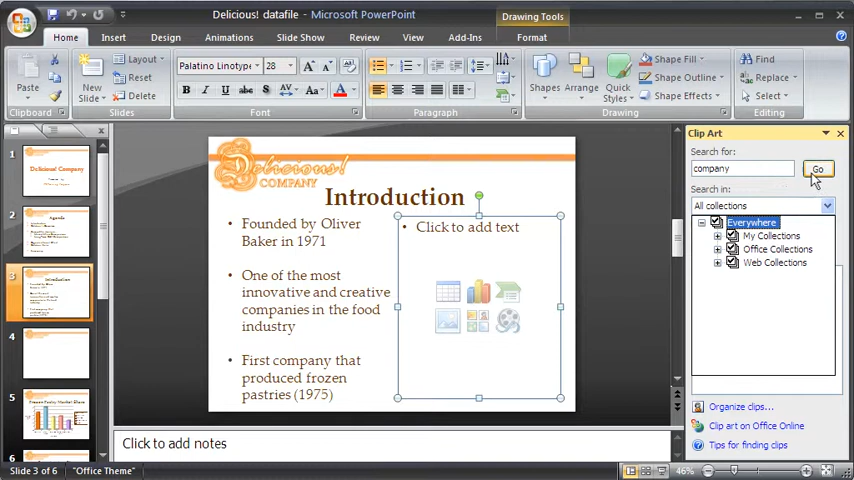 Delicious! datafile - Microsoft PowerPoint
Drawing Tools
Home Insert Design Animations Slide Show Review View Add-Ins Format
Paste
Clipboard
New
Slide
Layout
Reset
Delete
Slides
Palatino Linotype 28
B I U abc S AV Aa A
Font
Paragraph
Shapes Arrange Quick
Styles
Shape Fill
Shape Outline
Shape Effects
Drawing
Find
Replace
Select
Editing
1
Delicious! Company
2
Agenda
3
Introduction
4
5
6
Delicious!
COMPANY
Introduction
• Founded by Oliver
Baker in 1971
• One of the most
innovative and creative
companies in the food
industry
• First company that
produced frozen
pastries (1975)
• Click to add text
Click to add notes
Clip Art
Search for:
company
Go
Search in:
All collections
Everywhere
My Collections
Office Collections
Web Collections
Organize clips...
Clip art on Office Online
Tips for finding clips
Slide 3 of 6 "Office Theme" 46%